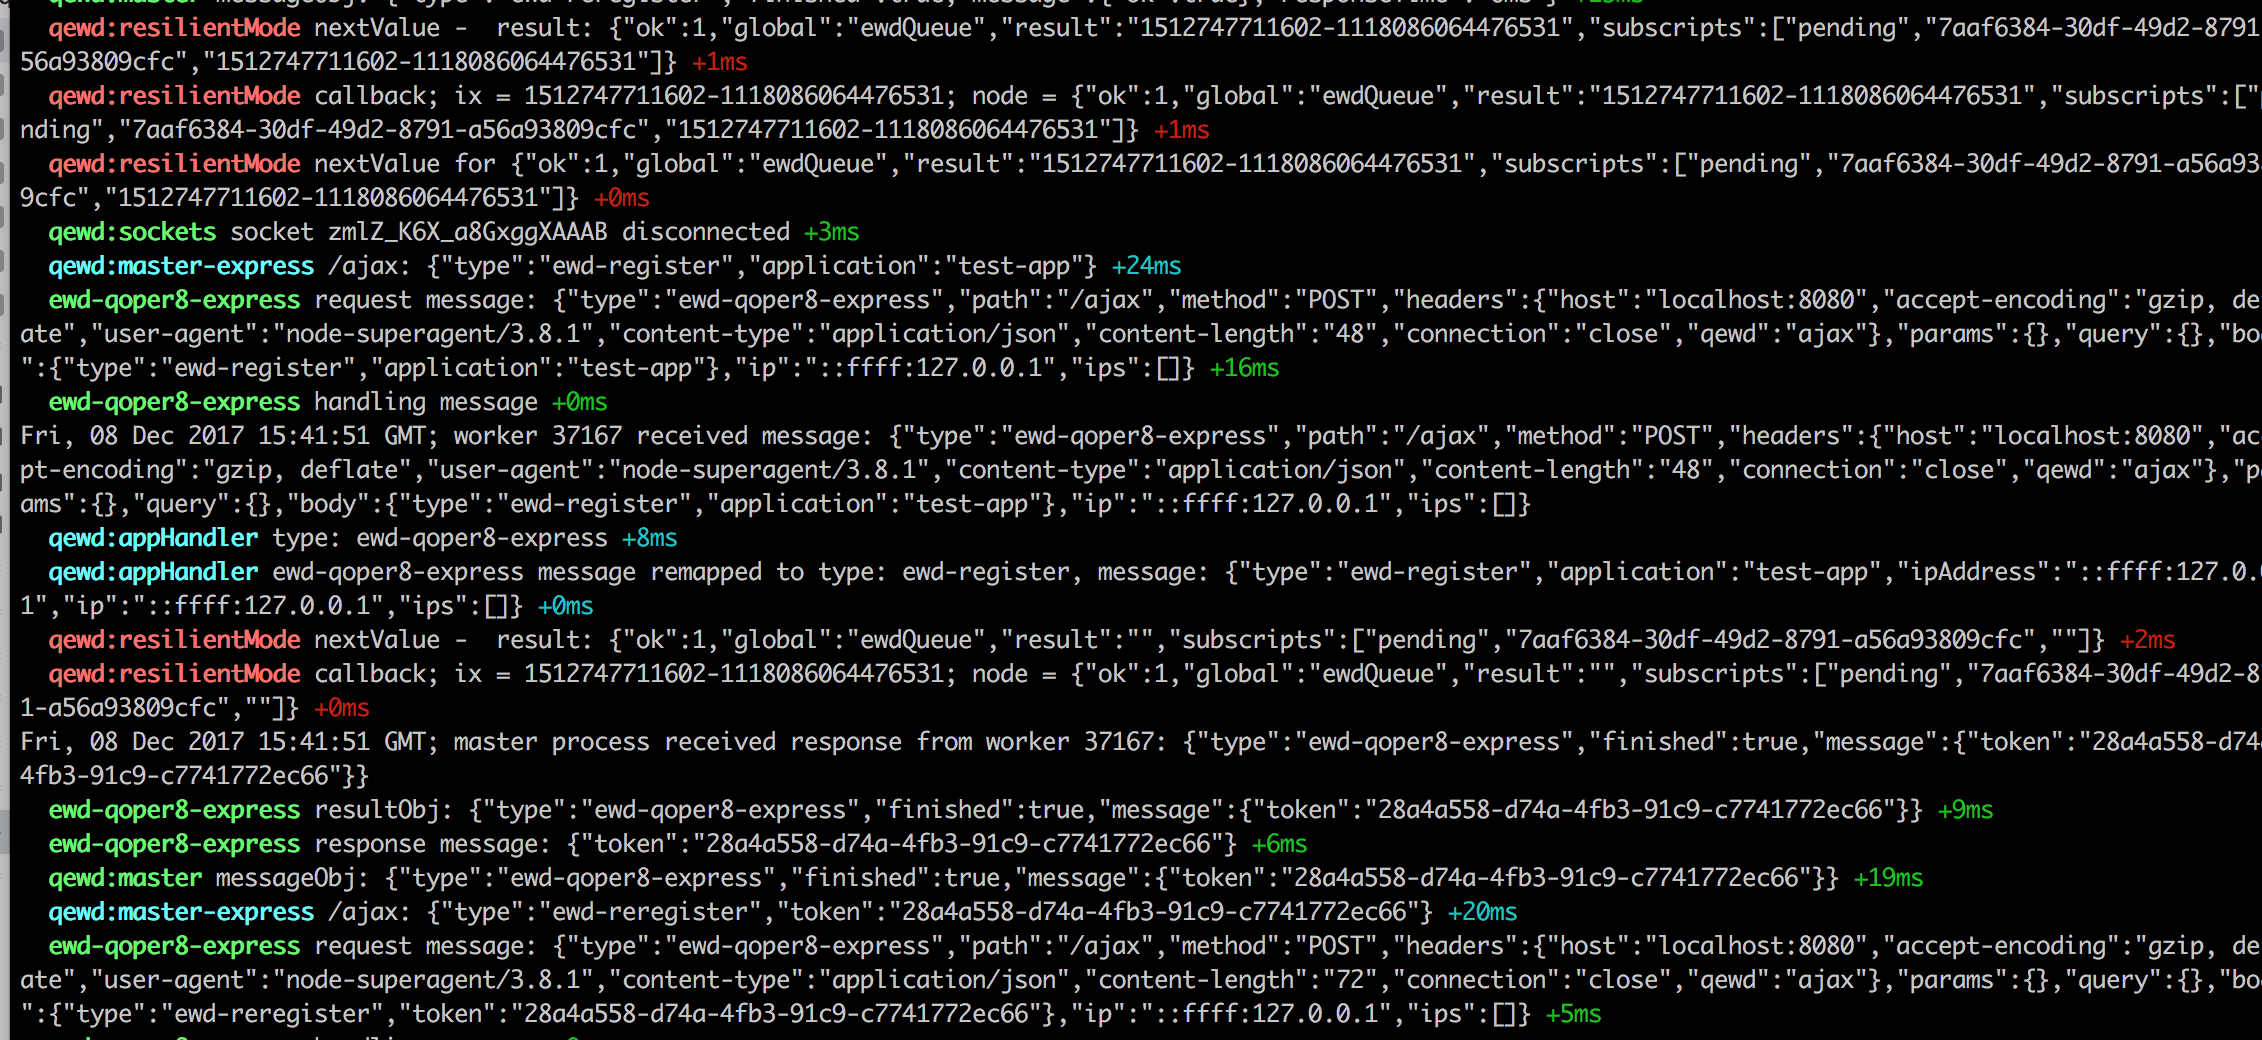 qewd:resilientMode nextValue -  result: {"ok":1,"global":"ewdQueue","result":"1512747711602-1118086064476531","subscripts":["pending","7aaf6384-30df-49d2-8791
56a93809cfc","1512747711602-1118086064476531"]} +1ms
qewd:resilientMode callback; ix = 1512747711602-1118086064476531; node = {"ok":1,"global":"ewdQueue","result":"1512747711602-1118086064476531","subscripts":["
nding","7aaf6384-30df-49d2-8791-a56a93809cfc","1512747711602-1118086064476531"]} +1ms
qewd:resilientMode nextValue for {"ok":1,"global":"ewdQueue","result":"1512747711602-1118086064476531","subscripts":["pending","7aaf6384-30df-49d2-8791-a56a93
9cfc","1512747711602-1118086064476531"]} +0ms
qewd:sockets socket zmlZ_K6X_a8GxggXAAAB disconnected +3ms
qewd:master-express /ajax: {"type":"ewd-register","application":"test-app"} +24ms
ewd-qoper8-express request message: {"type":"ewd-qoper8-express","path":"/ajax","method":"POST","headers":{"host":"localhost:8080","accept-encoding":"gzip, de
ate","user-agent":"node-superagent/3.8.1","content-type":"application/json","content-length":"48","connection":"close","qewd":"ajax"},"params":{},"query":{},"bo
":{"type":"ewd-register","application":"test-app"},"ip":"::ffff:127.0.0.1","ips":[]} +16ms
ewd-qoper8-express handling message +0ms
Fri, 08 Dec 2017 15:41:51 GMT; worker 37167 received message: {"type":"ewd-qoper8-express","path":"/ajax","method":"POST","headers":{"host":"localhost:8080","ac
pt-encoding":"gzip, deflate","user-agent":"node-superagent/3.8.1","content-type":"application/json","content-length":"48","connection":"close","qewd":"ajax"},"p
ams":{},"query":{},"body":{"type":"ewd-register","application":"test-app"},"ip":"::ffff:127.0.0.1","ips":[]}
qewd:appHandler type: ewd-qoper8-express +8ms
qewd:appHandler ewd-qoper8-express message remapped to type: ewd-register, message: {"type":"ewd-register","application":"test-app","ipAddress":"::ffff:127.0.
1","ip":"::ffff:127.0.0.1","ips":[]} +0ms
qewd:resilientMode nextValue -  result: {"ok":1,"global":"ewdQueue","result":"","subscripts":["pending","7aaf6384-30df-49d2-8791-a56a93809cfc",""]} +2ms
qewd:resilientMode callback; ix = 1512747711602-1118086064476531; node = {"ok":1,"global":"ewdQueue","result":"","subscripts":["pending","7aaf6384-30df-49d2-8
1-a56a93809cfc",""]} +0ms
Fri, 08 Dec 2017 15:41:51 GMT; master process received response from worker 37167: {"type":"ewd-qoper8-express","finished":true,"message":{"token":"28a4a558-d74
4fb3-91c9-c7741772ec66"}}
ewd-qoper8-express resultObj: {"type":"ewd-qoper8-express","finished":true,"message":{"token":"28a4a558-d74a-4fb3-91c9-c7741772ec66"}} +9ms
ewd-qoper8-express response message: {"token":"28a4a558-d74a-4fb3-91c9-c7741772ec66"} +6ms
qewd:master messageObj: {"type":"ewd-qoper8-express","finished":true,"message":{"token":"28a4a558-d74a-4fb3-91c9-c7741772ec66"}} +19ms
qewd:master-express /ajax: {"type":"ewd-reregister","token":"28a4a558-d74a-4fb3-91c9-c7741772ec66"} +20ms
ewd-qoper8-express request message: {"type":"ewd-qoper8-express","path":"/ajax","method":"POST","headers":{"host":"localhost:8080","accept-encoding":"gzip, de
ate","user-agent":"node-superagent/3.8.1","content-type":"application/json","content-length":"72","connection":"close","qewd":"ajax"},"params":{},"query":{},"bo
":{"type":"ewd-reregister","token":"28a4a558-d74a-4fb3-91c9-c7741772ec66"},"ip":"::ffff:127.0.0.1","ips":[]} +5ms